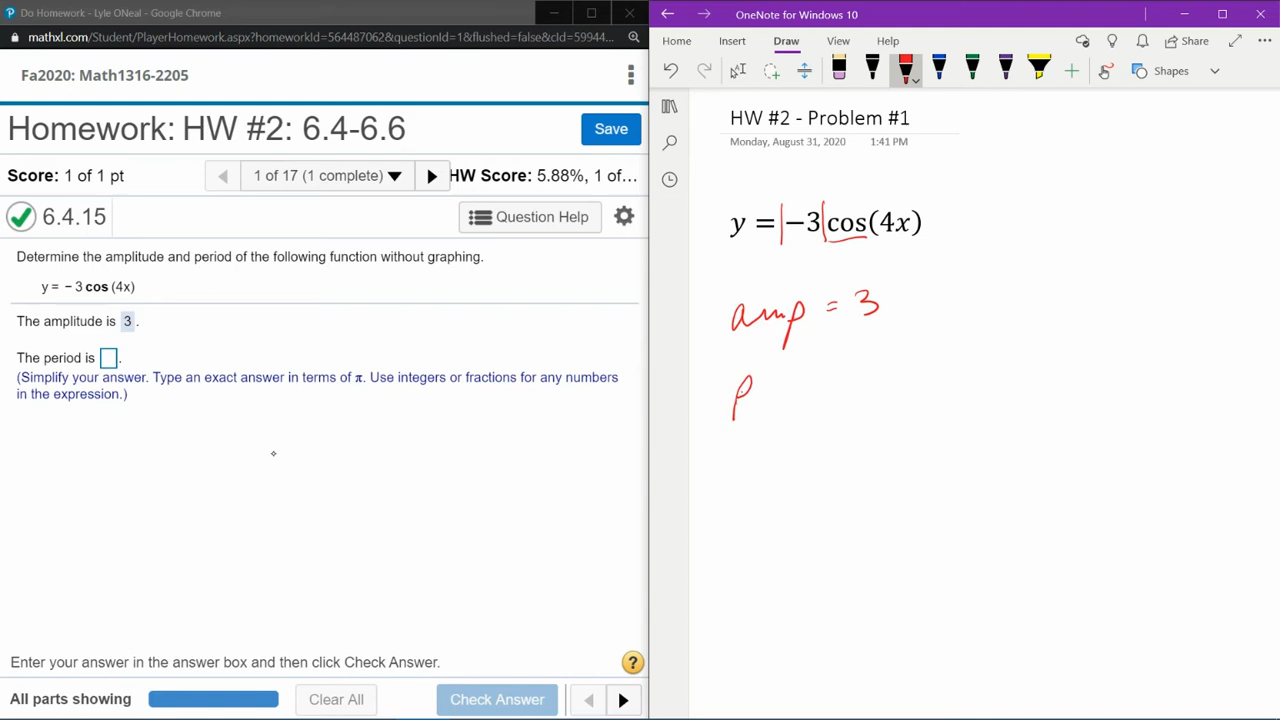 Do Homework - Lyle ONeal - Google Chrome
mathxl.com/Student/PlayerHomework.aspx?homeworkId=564487062&questionId=1&flushed=false&cId=59944...
Fa2020: Math1316-2205
Homework: HW #2: 6.4-6.6
Save
Score: 1 of 1 pt
1 of 17 (1 complete)
HW Score: 5.88%, 1 of...
6.4.15
Question Help
Determine the amplitude and period of the following function without graphing.
y = − 3 cos (4x)
The amplitude is 3.
The period is .
(Simplify your answer. Type an exact answer in terms of π. Use integers or fractions for any numbers
in the expression.)
Enter your answer in the answer box and then click Check Answer.
?
All parts showing
Clear All
Check Answer
OneNote for Windows 10
Home Insert Draw View Help
Share
Shapes
HW #2 - Problem #1
Monday, August 31, 2020 1:41 PM
y = |−3|cos(4x)
amp = 3
P